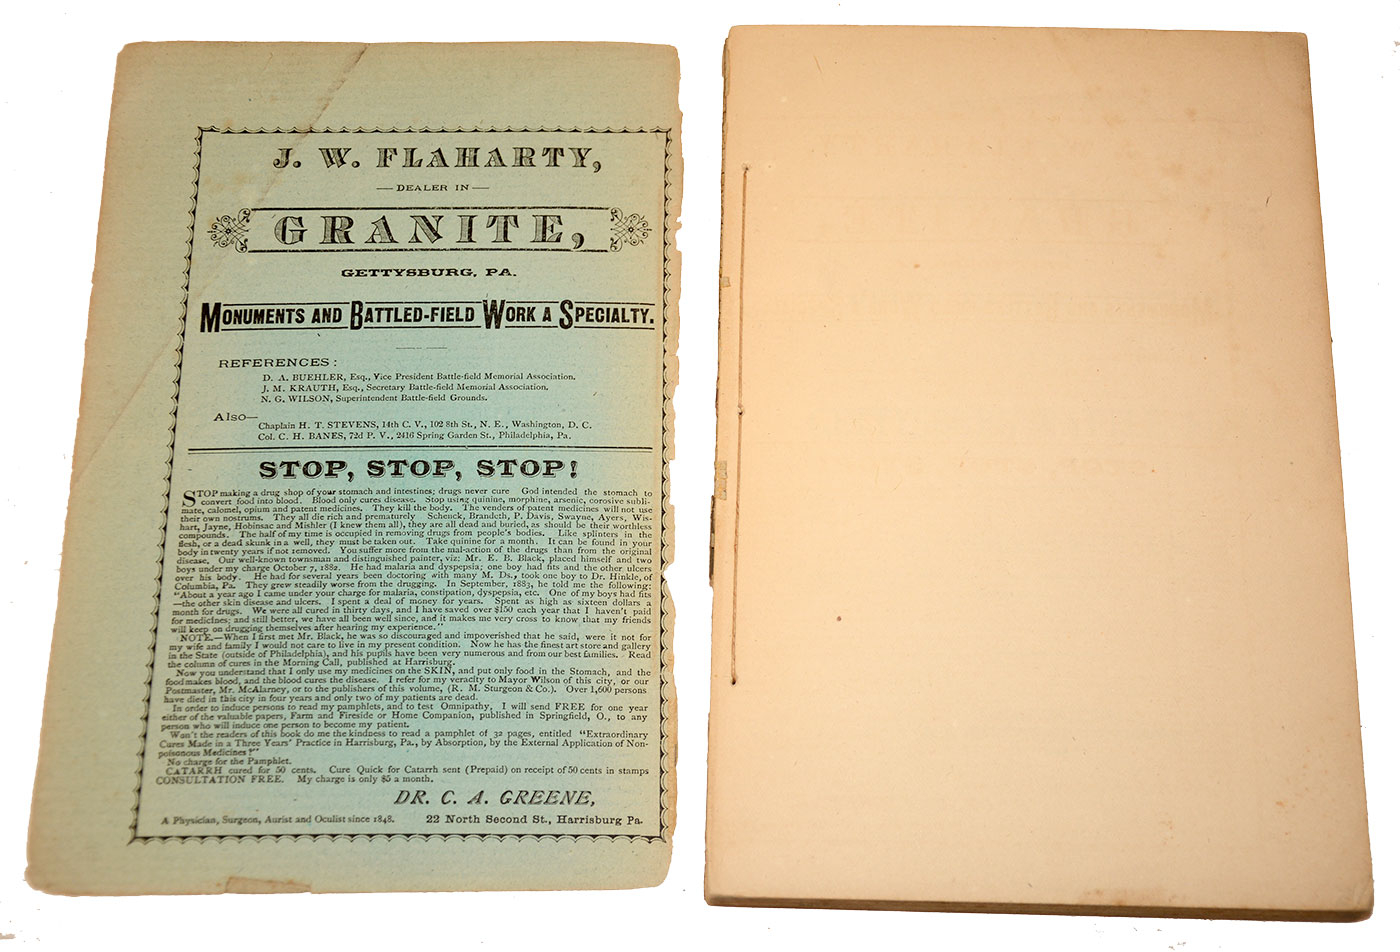 J. W. FLAHARTY,
— DEALER IN —
GRANITE,
GETTYSBURG, PA.
MONUMENTS AND BATTLED-FIELD WORK A SPECIALTY.
REFERENCES:
D. A. BUEHLER, Esq., Vice President Battle-field Memorial Association.
J. M. KRAUTH, Esq., Secretary Battle-field Memorial Association.
N. G. WILSON, Superintendent Battle-field Grounds.
Also—
Chaplain H. T. STEVENS, 14th C. V., 102 8th St., N. E., Washington, D. C.
Col. C. H. BANES, 72d P. V., 2416 Spring Garden St., Philadelphia, Pa.
STOP, STOP, STOP!
STOP making a drug shop of your stomach and intestines; drugs never cure God intended the stomach to
convert food into blood. Blood only cures disease. Stop using quinine, morphine, arsenic, corosive subli-
mate, calomel, opium and patent medicines. They kill the body. The venders of patent medicines will not use
their own nostrums. They all die rich and prematurely Schenck, Brandeth, P. Davis, Swayne, Ayers, Wis-
hart, Jayne, Hobinsac and Mishler (I knew them all), they are all dead and buried, as should be their worthless
compounds. The half of my time is occupied in removing drugs from people's bodies. Like splinters in the
flesh, or a dead skunk in a well, they must be taken out. Take quinine for a month. It can be found in your
body in twenty years if not removed. You suffer more from the mal-action of the drugs than from the original
disease. Our well-known townsman and distinguished painter, viz: Mr. E. B. Black, placed himself and two
boys under my charge October 7, 1882. He had malaria and dyspepsia; one boy had fits and the other ulcers
over his body. He had for several years been doctoring with many M. Ds., took one boy to Dr. Hinkle, of
Columbia, Pa. They grew steadily worse from the drugging. In September, 1883, he told me the following:
"About a year ago I came under your charge for malaria, constipation, dyspepsia, etc. One of my boys had fits
—the other skin disease and ulcers. I spent a deal of money for years. Spent as high as sixteen dollars a
month for drugs. We were all cured in thirty days, and I have saved over $150 each year that I haven't paid
for medicines; and still better, we have all been well since, and it makes me very cross to know that my friends
will keep on drugging themselves after hearing my experience."
NOTE.—When I first met Mr. Black, he was so discouraged and impoverished that he said, were it not for
my wife and family I would not care to live in my present condition. Now he has the finest art store and gallery
in the State (outside of Philadelphia), and his pupils have been very numerous and from our best families. Read
the column of cures in the Morning Call, published at Harrisburg.
Now you understand that I only use my medicines on the SKIN, and put only food in the Stomach, and the
food makes blood, and the blood cures the disease. I refer for my veracity to Mayor Wilson of this city, or our
Postmaster, Mr. McAlarney, or to the publishers of this volume, (R. M. Sturgeon & Co.). Over 1,600 persons
have died in this city in four years and only two of my patients are dead.
In order to induce persons to read my pamphlets, and to test Omnipathy, I will send FREE for one year
either of the valuable papers, Farm and Fireside or Home Companion, published in Springfield, O., to any
person who will induce one person to become my patient.
Won't the readers of this book do me the kindness to read a pamphlet of 32 pages, entitled "Extraordinary
Cures Made in a Three Years' Practice in Harrisburg, Pa., by Absorption, by the External Application of Non-
poisonous Medicines?"
No charge for the Pamphlet.
CATARRH cured for 50 cents. Cure Quick for Catarrh sent (Prepaid) on receipt of 50 cents in stamps
CONSULTATION FREE. My charge is only $5 a month.
DR. C. A. GREENE,
A Physician, Surgeon, Aurist and Oculist since 1848. 22 North Second St., Harrisburg Pa.